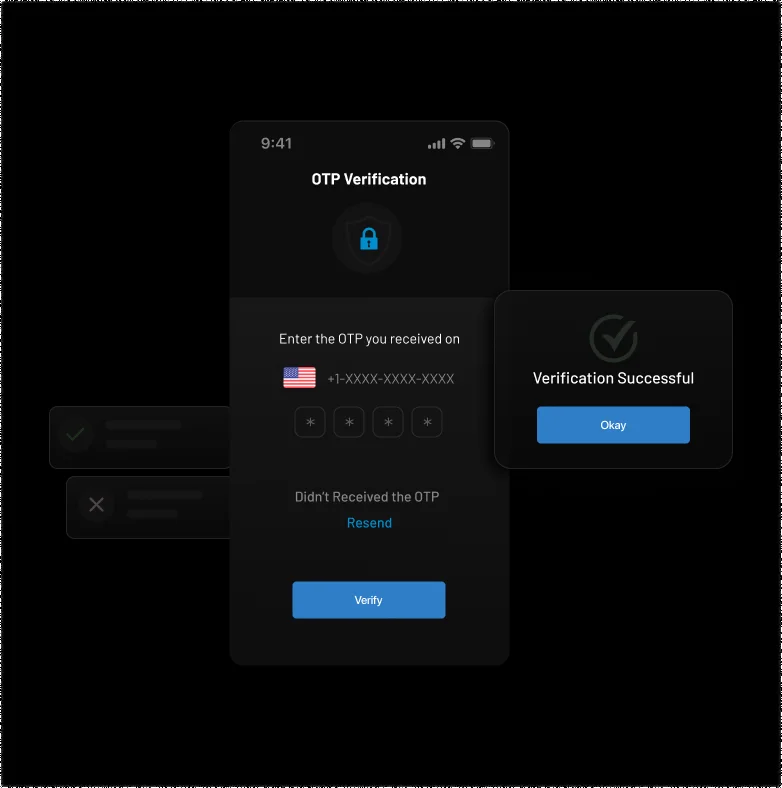 9:41
OTP Verification
Enter the OTP you received on
+1-XXXX-XXXX-XXXX
* * * *
Didn't Received the OTP
Resend
Verify
Verification Successful
Okay